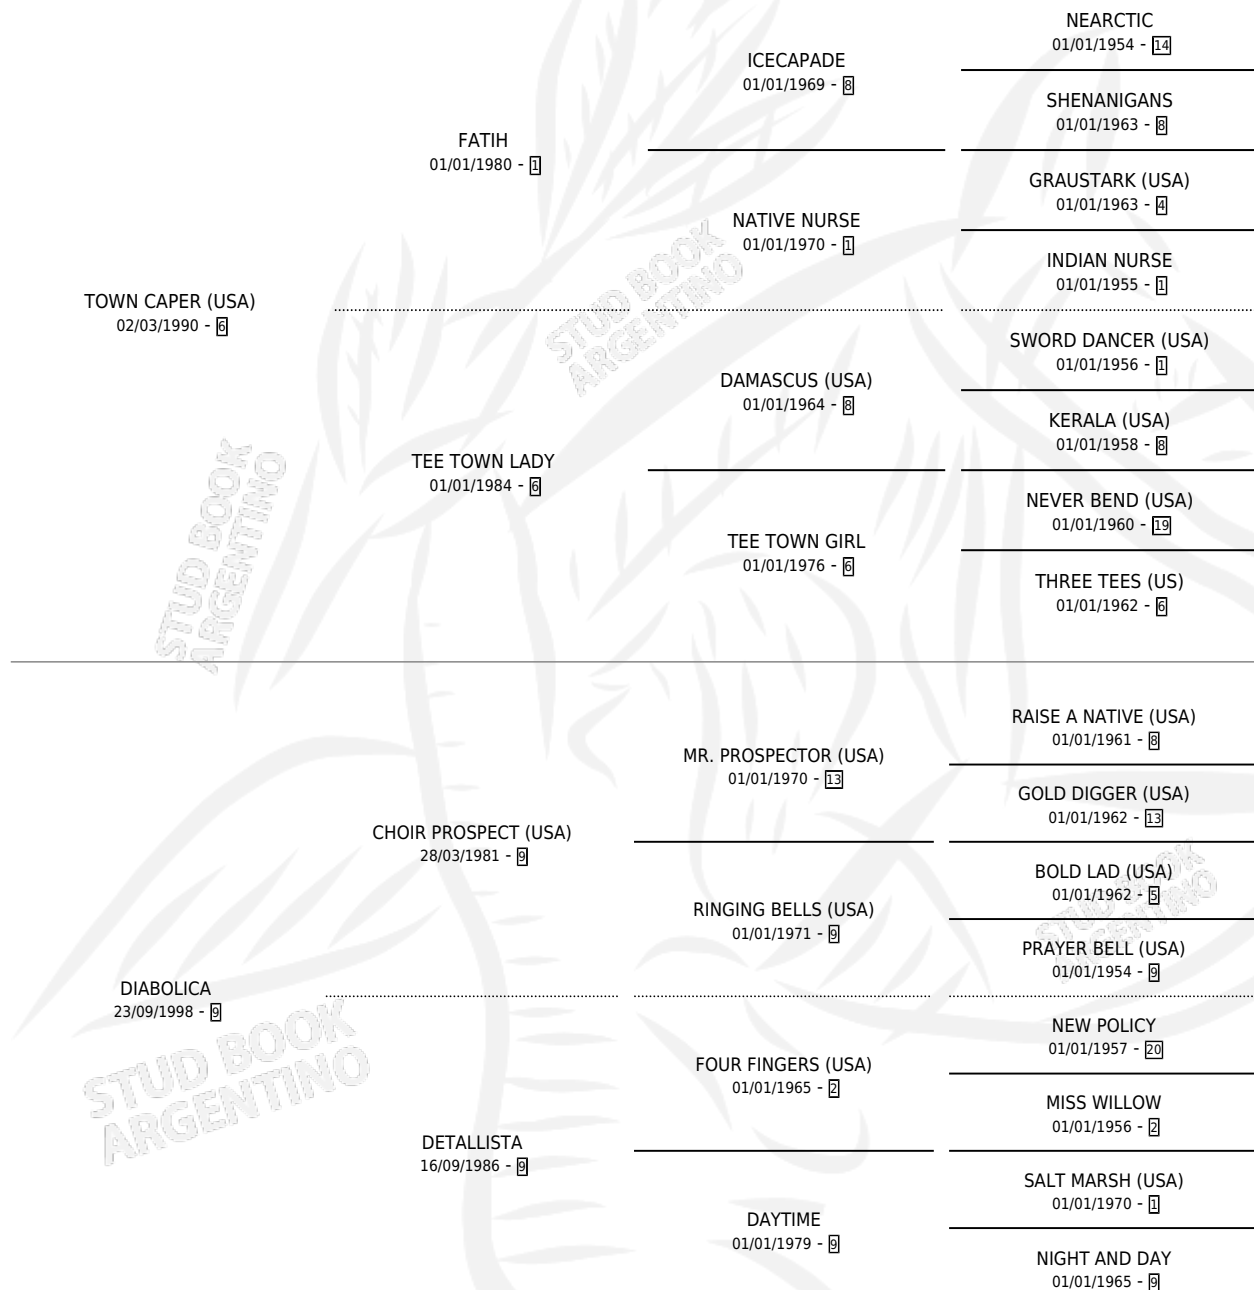 NEARCTIC
01/01/1954 - 14
ICECAPADE
01/01/1969 - 8
SHENANIGANS
01/01/1963 - 8
FATIH
01/01/1980 - 1
GRAUSTARK (USA)
01/01/1963 - 4
NATIVE NURSE
01/01/1970 - 1
INDIAN NURSE
01/01/1955 - 1
TOWN CAPER (USA)
02/03/1990 - 6
SWORD DANCER (USA)
01/01/1956 - 1
DAMASCUS (USA)
01/01/1964 - 8
KERALA (USA)
01/01/1958 - 8
TEE TOWN LADY
01/01/1984 - 6
NEVER BEND (USA)
01/01/1960 - 19
TEE TOWN GIRL
01/01/1976 - 6
THREE TEES (US)
01/01/1962 - 6
RAISE A NATIVE (USA)
01/01/1961 - 8
MR. PROSPECTOR (USA)
01/01/1970 - 13
GOLD DIGGER (USA)
01/01/1962 - 13
CHOIR PROSPECT (USA)
28/03/1981 - 9
BOLD LAD (USA)
01/01/1962 - 5
RINGING BELLS (USA)
01/01/1971 - 9
PRAYER BELL (USA)
01/01/1954 - 9
DIABOLICA
23/09/1998 - 9
NEW POLICY
01/01/1957 - 20
FOUR FINGERS (USA)
01/01/1965 - 2
MISS WILLOW
01/01/1956 - 2
DETALLISTA
16/09/1986 - 9
SALT MARSH (USA)
01/01/1970 - 1
DAYTIME
01/01/1979 - 9
NIGHT AND DAY
01/01/1965 - 9
STUD BOOK
ARGENTINO
STUD BOOK
ARGENTINO
STUD BOOK
ARGENTINO
STUD BOOK
ARGENTINO